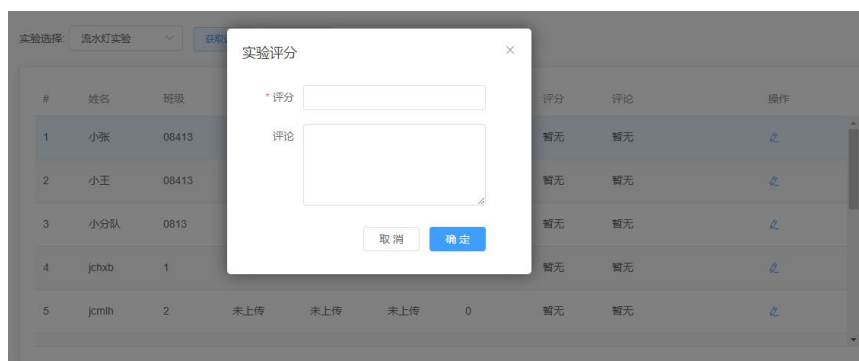 实验选择: 流水灯实验 获取
实验评分
* 评分
评论
取消 确定
# 姓名 班级 评分 评论 操作
1 小张 08413 暂无 暂无
2 小王 08413 暂无 暂无
3 小分队 0813 暂无 暂无
4 jchxb 1 暂无 暂无
5 jcmlh 2 未上传 未上传 未上传 0 暂无 暂无